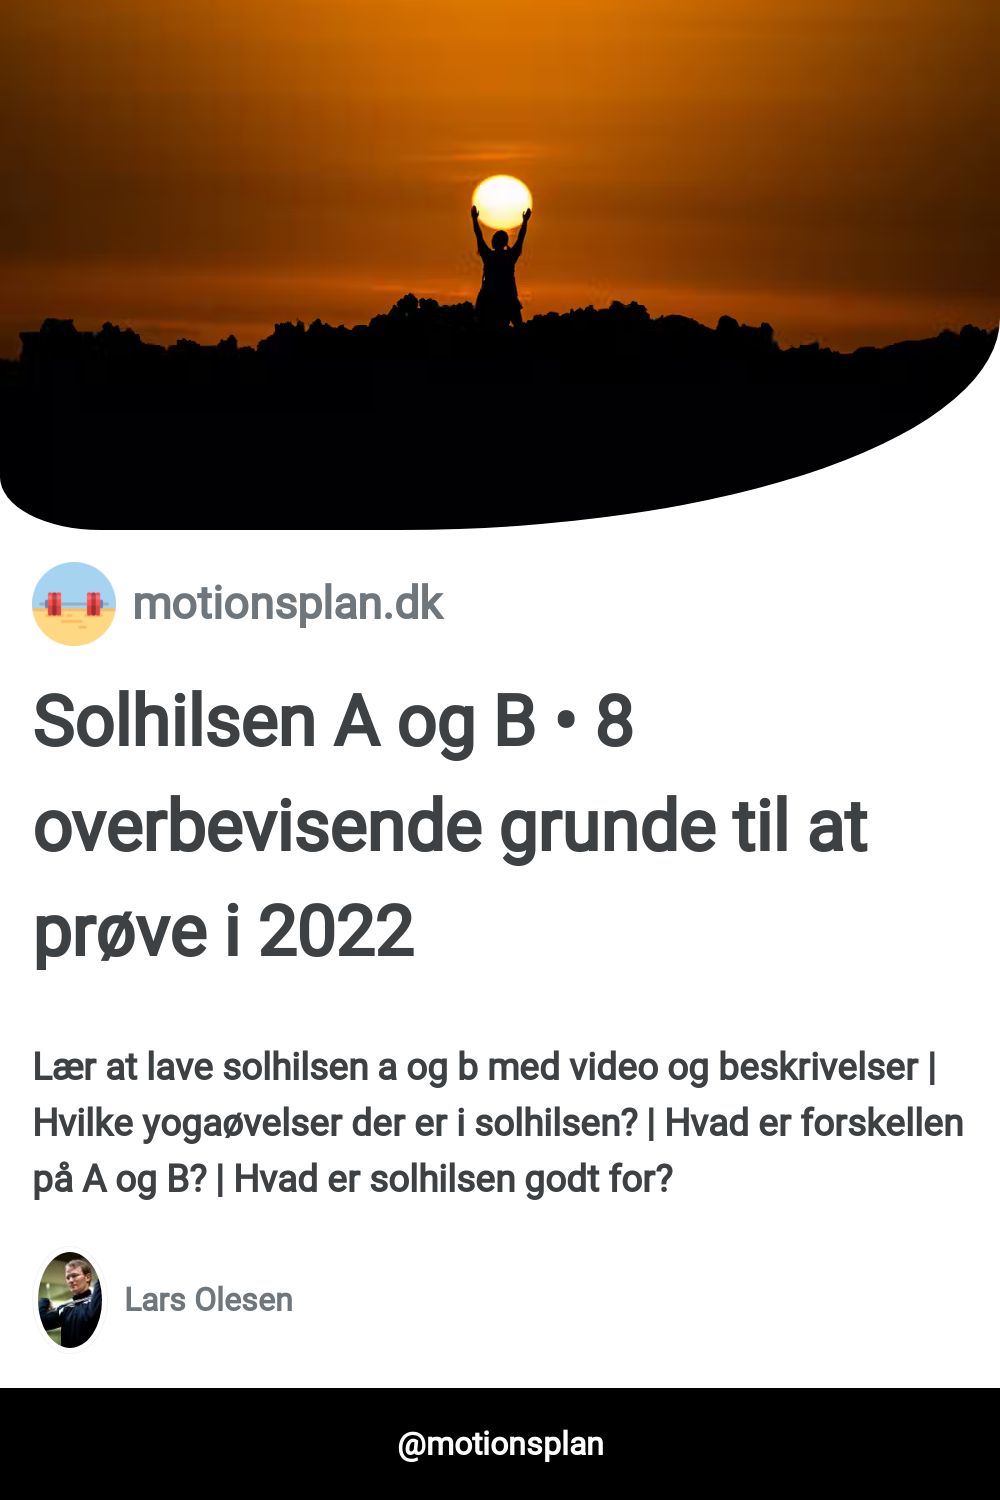 motionsplan.dk
Solhilsen A og B • 8
overbevisende grunde til at
prøve i 2022
Lær at lave solhilsen a og b med video og beskrivelser |
Hvilke yogaøvelser der er i solhilsen? | Hvad er forskellen
på A og B? | Hvad er solhilsen godt for?
Lars Olesen
@motionsplan